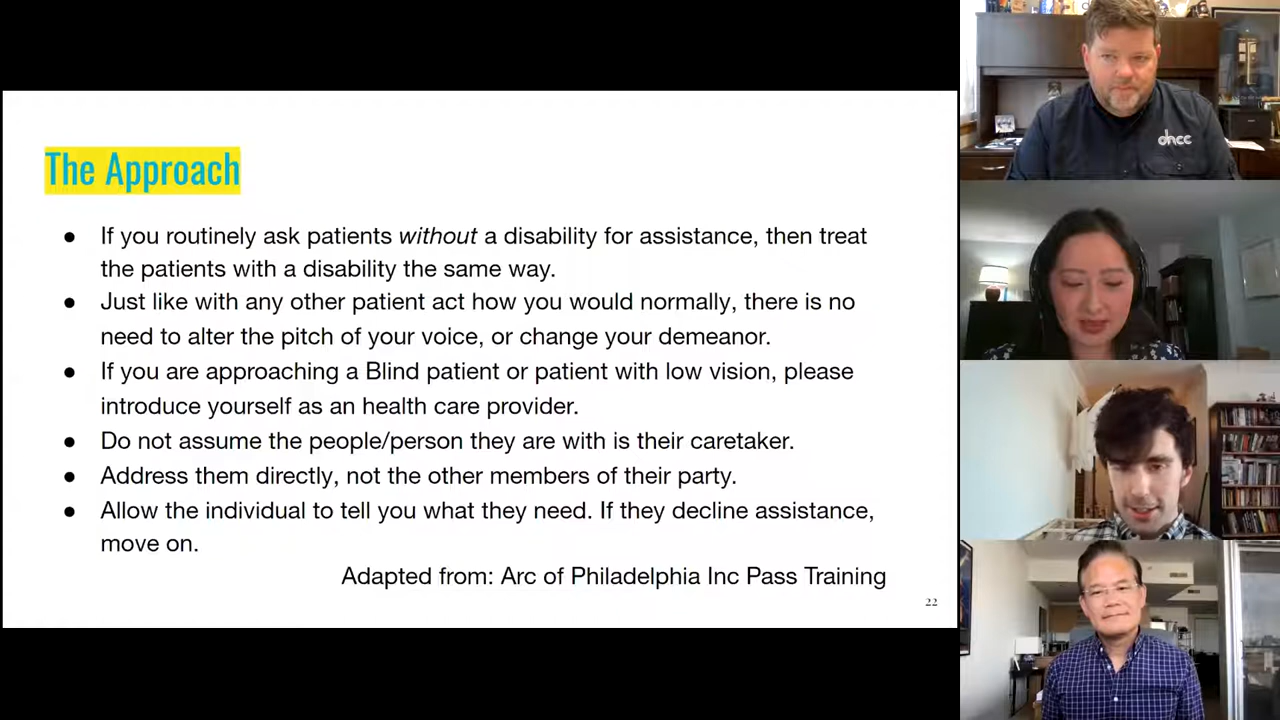 The Approach
● If you routinely ask patients without a disability for assistance, then treat
the patients with a disability the same way.
● Just like with any other patient act how you would normally, there is no
need to alter the pitch of your voice, or change your demeanor.
● If you are approaching a Blind patient or patient with low vision, please
introduce yourself as an health care provider.
● Do not assume the people/person they are with is their caretaker.
● Address them directly, not the other members of their party.
● Allow the individual to tell you what they need. If they decline assistance,
move on.
Adapted from: Arc of Philadelphia Inc Pass Training
22
dhcc